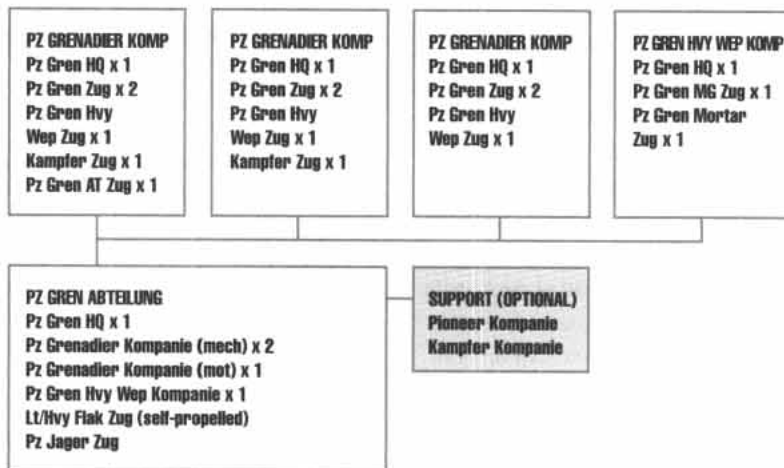 PZ GRENADIER KOMP
Pz Gren HQ x 1
Pz Gren Zug x 2
Pz Gren Hvy
Wep Zug x 1
Kampfer Zug x 1
Pz Gren AT Zug x 1
PZ GRENADIER KOMP
Pz Gren HQ x 1
Pz Gren Zug x 2
Pz Gren Hvy
Wep Zug x 1
Kampfer Zug x 1
PZ GRENADIER KOMP
Pz Gren HQ x 1
Pz Gren Zug x 2
Pz Gren Hvy
Wep Zug x 1
PZ GREN HVY WEP KOMP
Pz Gren HQ x 1
Pz Gren MG Zug x 1
Pz Gren Mortar
Zug x 1
PZ GREN ABTEILUNG
Pz Gren HQ x 1
Pz Grenadier Kompanie (mech) x 2
Pz Grenadier Kompanie (mot) x 1
Pz Gren Hvy Wep Kompanie x 1
Lt/Hvy Flak Zug (self-propelled)
Pz Jager Zug
SUPPORT (OPTIONAL)
Pioneer Kompanie
Kampfer Kompanie